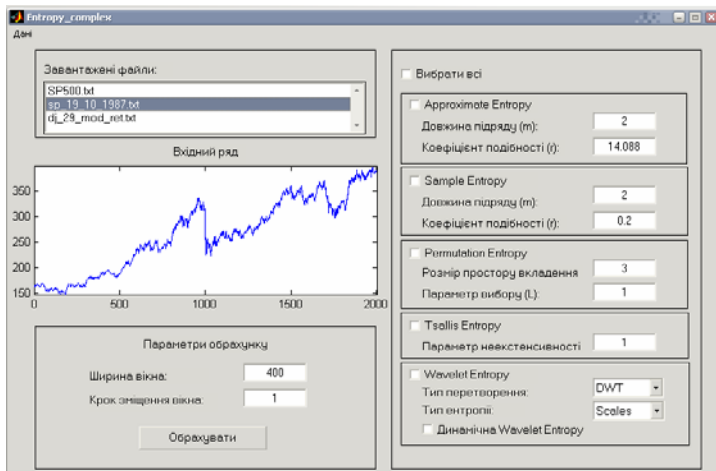 Entropy_complex
Дані
Завантажені файли:
SP500.txt
sp_19_10_1987.txt
dj_29_mod_ret.txt
Вхідний ряд
350
300
250
200
150
0 500 1000 1500 2000
Параметри обрахунку
Ширина вікна: 400
Крок зміщення вікна: 1
Обрахувати
Вибрати всі
Approximate Entropy
Довжина підряду (m): 2
Коефіцієнт подібності (r): 14.088
Sample Entropy
Довжина підряду (m): 2
Коефіцієнт подібності (r): 0.2
Permutation Entropy
Розмір простору вкладення 3
Параметр вибору (L): 1
Tsallis Entropy
Параметр неекстенсивності 1
Wavelet Entropy
Тип перетворення: DWT
Тип ентропії: Scales
Динамічна Wavelet Entropy